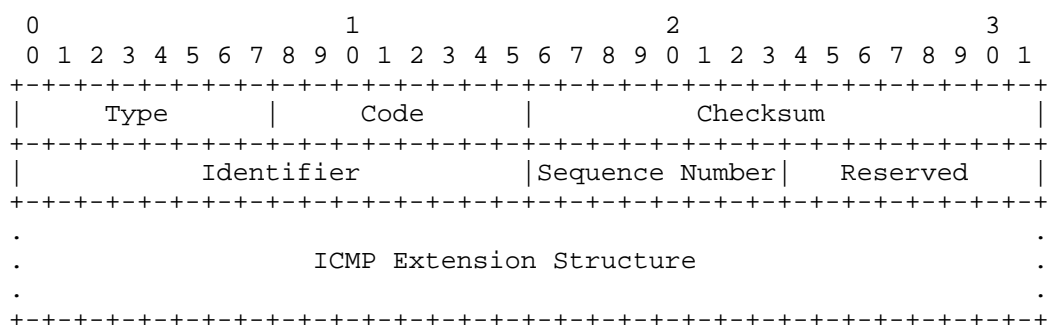 0                   1                   2                   3
 0 1 2 3 4 5 6 7 8 9 0 1 2 3 4 5 6 7 8 9 0 1 2 3 4 5 6 7 8 9 0 1
+-+-+-+-+-+-+-+-+-+-+-+-+-+-+-+-+-+-+-+-+-+-+-+-+-+-+-+-+-+-+-+-+
|     Type      |     Code      |          Checksum             |
+-+-+-+-+-+-+-+-+-+-+-+-+-+-+-+-+-+-+-+-+-+-+-+-+-+-+-+-+-+-+-+-+
|           Identifier          |Sequence Number|   Reserved    |
+-+-+-+-+-+-+-+-+-+-+-+-+-+-+-+-+-+-+-+-+-+-+-+-+-+-+-+-+-+-+-+-+
.                                                               .
.                  ICMP Extension Structure                     .
.                                                               .
+-+-+-+-+-+-+-+-+-+-+-+-+-+-+-+-+-+-+-+-+-+-+-+-+-+-+-+-+-+-+-+-+